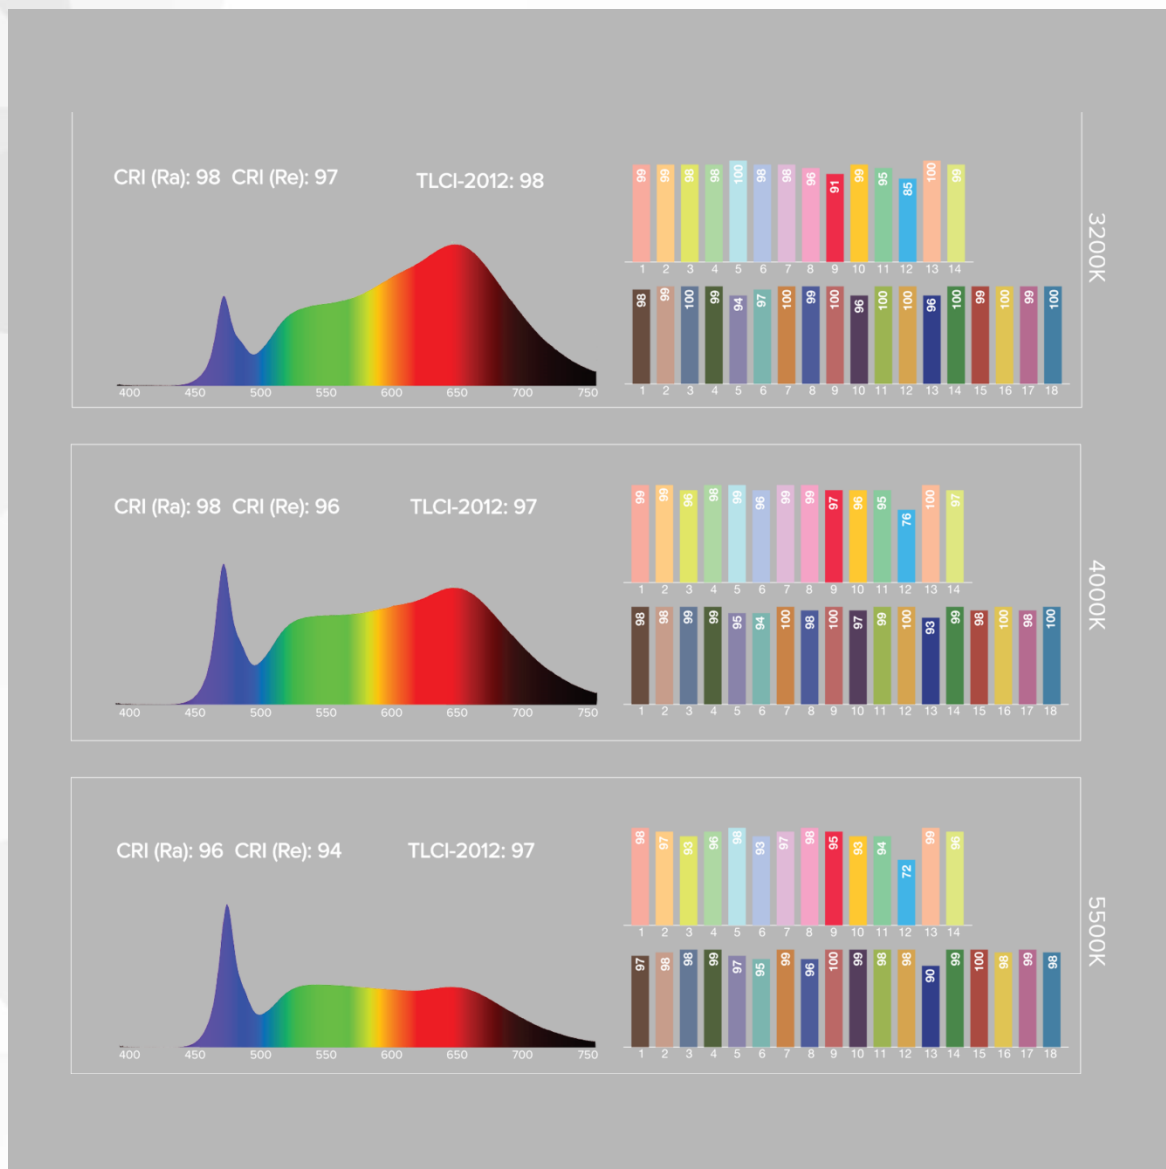 CRI (Ra): 98 CRI (Re): 97
TLCI-2012: 98
400 450 500 550 600 650 700 750
99 99 98 98 100 98 98 96 91 99 95 85 100 99
1 2 3 4 5 6 7 8 9 10 11 12 13 14
98 99 100 99 94 97 100 99 100 96 100 100 96 100 99 100 99 100
1 2 3 4 5 6 7 8 9 10 11 12 13 14 15 16 17 18
3200K
CRI (Ra): 98 CRI (Re): 96
TLCI-2012: 97
400 450 500 550 600 650 700 750
99 99 96 98 99 96 99 99 97 96 95 76 100 97
1 2 3 4 5 6 7 8 9 10 11 12 13 14
98 98 99 99 95 94 100 98 100 97 99 100 93 99 98 100 98 100
1 2 3 4 5 6 7 8 9 10 11 12 13 14 15 16 17 18
4000K
CRI (Ra): 96 CRI (Re): 94
TLCI-2012: 97
400 450 500 550 600 650 700 750
98 97 93 96 98 93 97 98 95 93 94 72 99 96
1 2 3 4 5 6 7 8 9 10 11 12 13 14
97 98 98 99 97 95 99 96 100 99 98 98 90 99 100 98 99 98
1 2 3 4 5 6 7 8 9 10 11 12 13 14 15 16 17 18
5500K